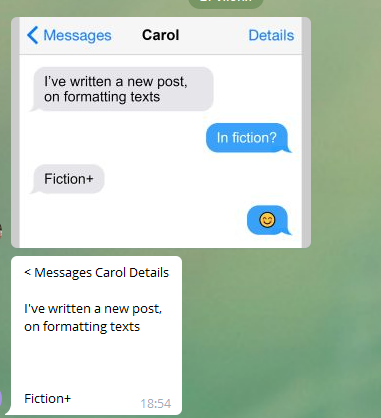 Messages Carol Details
I've written a new post,
on formatting texts
In fiction?
Fiction+
< Messages Carol Details
I've written a new post,
on formatting texts
Fiction+
18:54